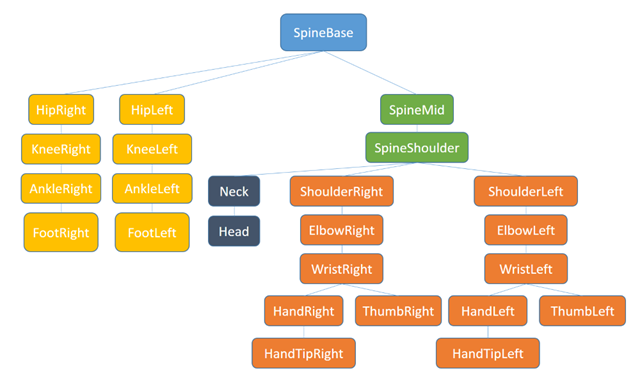 SpineBase
HipRight HipLeft SpineMid
KneeRight KneeLeft SpineShoulder
AnkleRight AnkleLeft Neck ShoulderRight ShoulderLeft
FootRight FootLeft Head ElbowRight ElbowLeft
WristRight WristLeft
HandRight ThumbRight HandLeft ThumbLeft
HandTipRight HandTipLeft